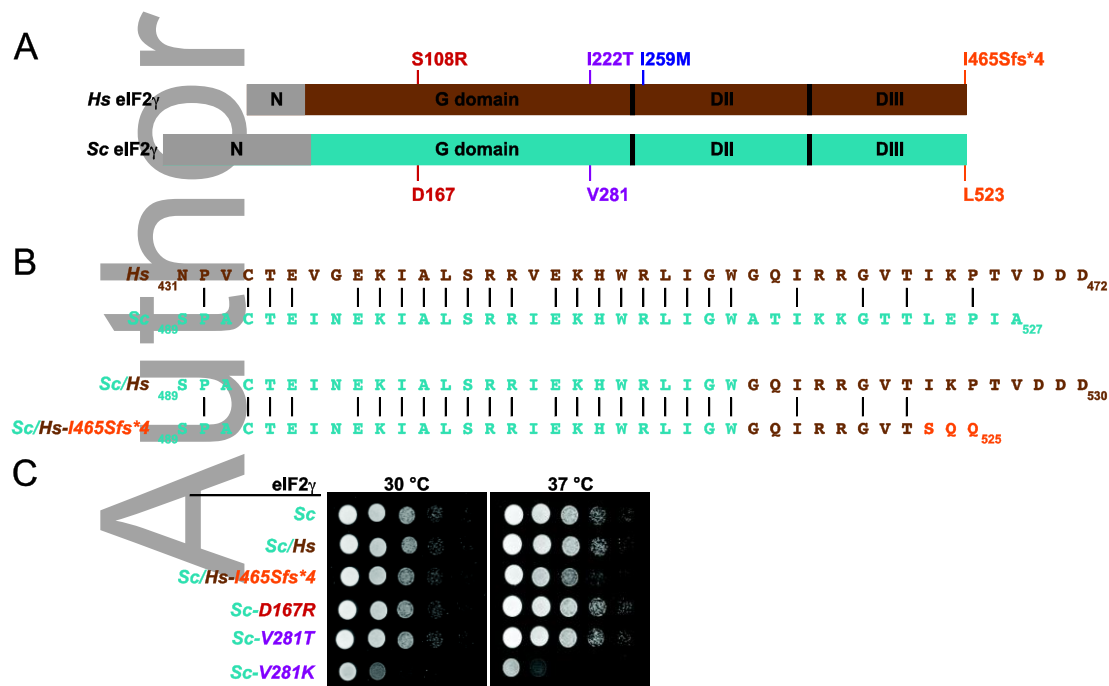 A
S108R I222T I259M I465Sfs*4
Hs eIF2γ N G domain DII DIII
Sc eIF2γ N G domain DII DIII
D167 V281 L523
B
Hs 431 N P V C T E V G E K I A L S R R V E K H W R L I G W G Q I R R G V T I K P T V D D D 472
Sc 489 S P A C T E I N E K I A L S R R I E K H W R L I G W A T I K K G T T L E P I A 527
Sc/Hs 489 S P A C T E I N E K I A L S R R I E K H W R L I G W G Q I R R G V T I K P T V D D D 530
Sc/Hs-I465Sfs*4 489 S P A C T E I N E K I A L S R R I E K H W R L I G W G Q I R R G V T S Q Q 525
C
eIF2γ 30 °C 37 °C
Sc
Sc/Hs
Sc/Hs-I465Sfs*4
Sc-D167R
Sc-V281T
Sc-V281K
Author